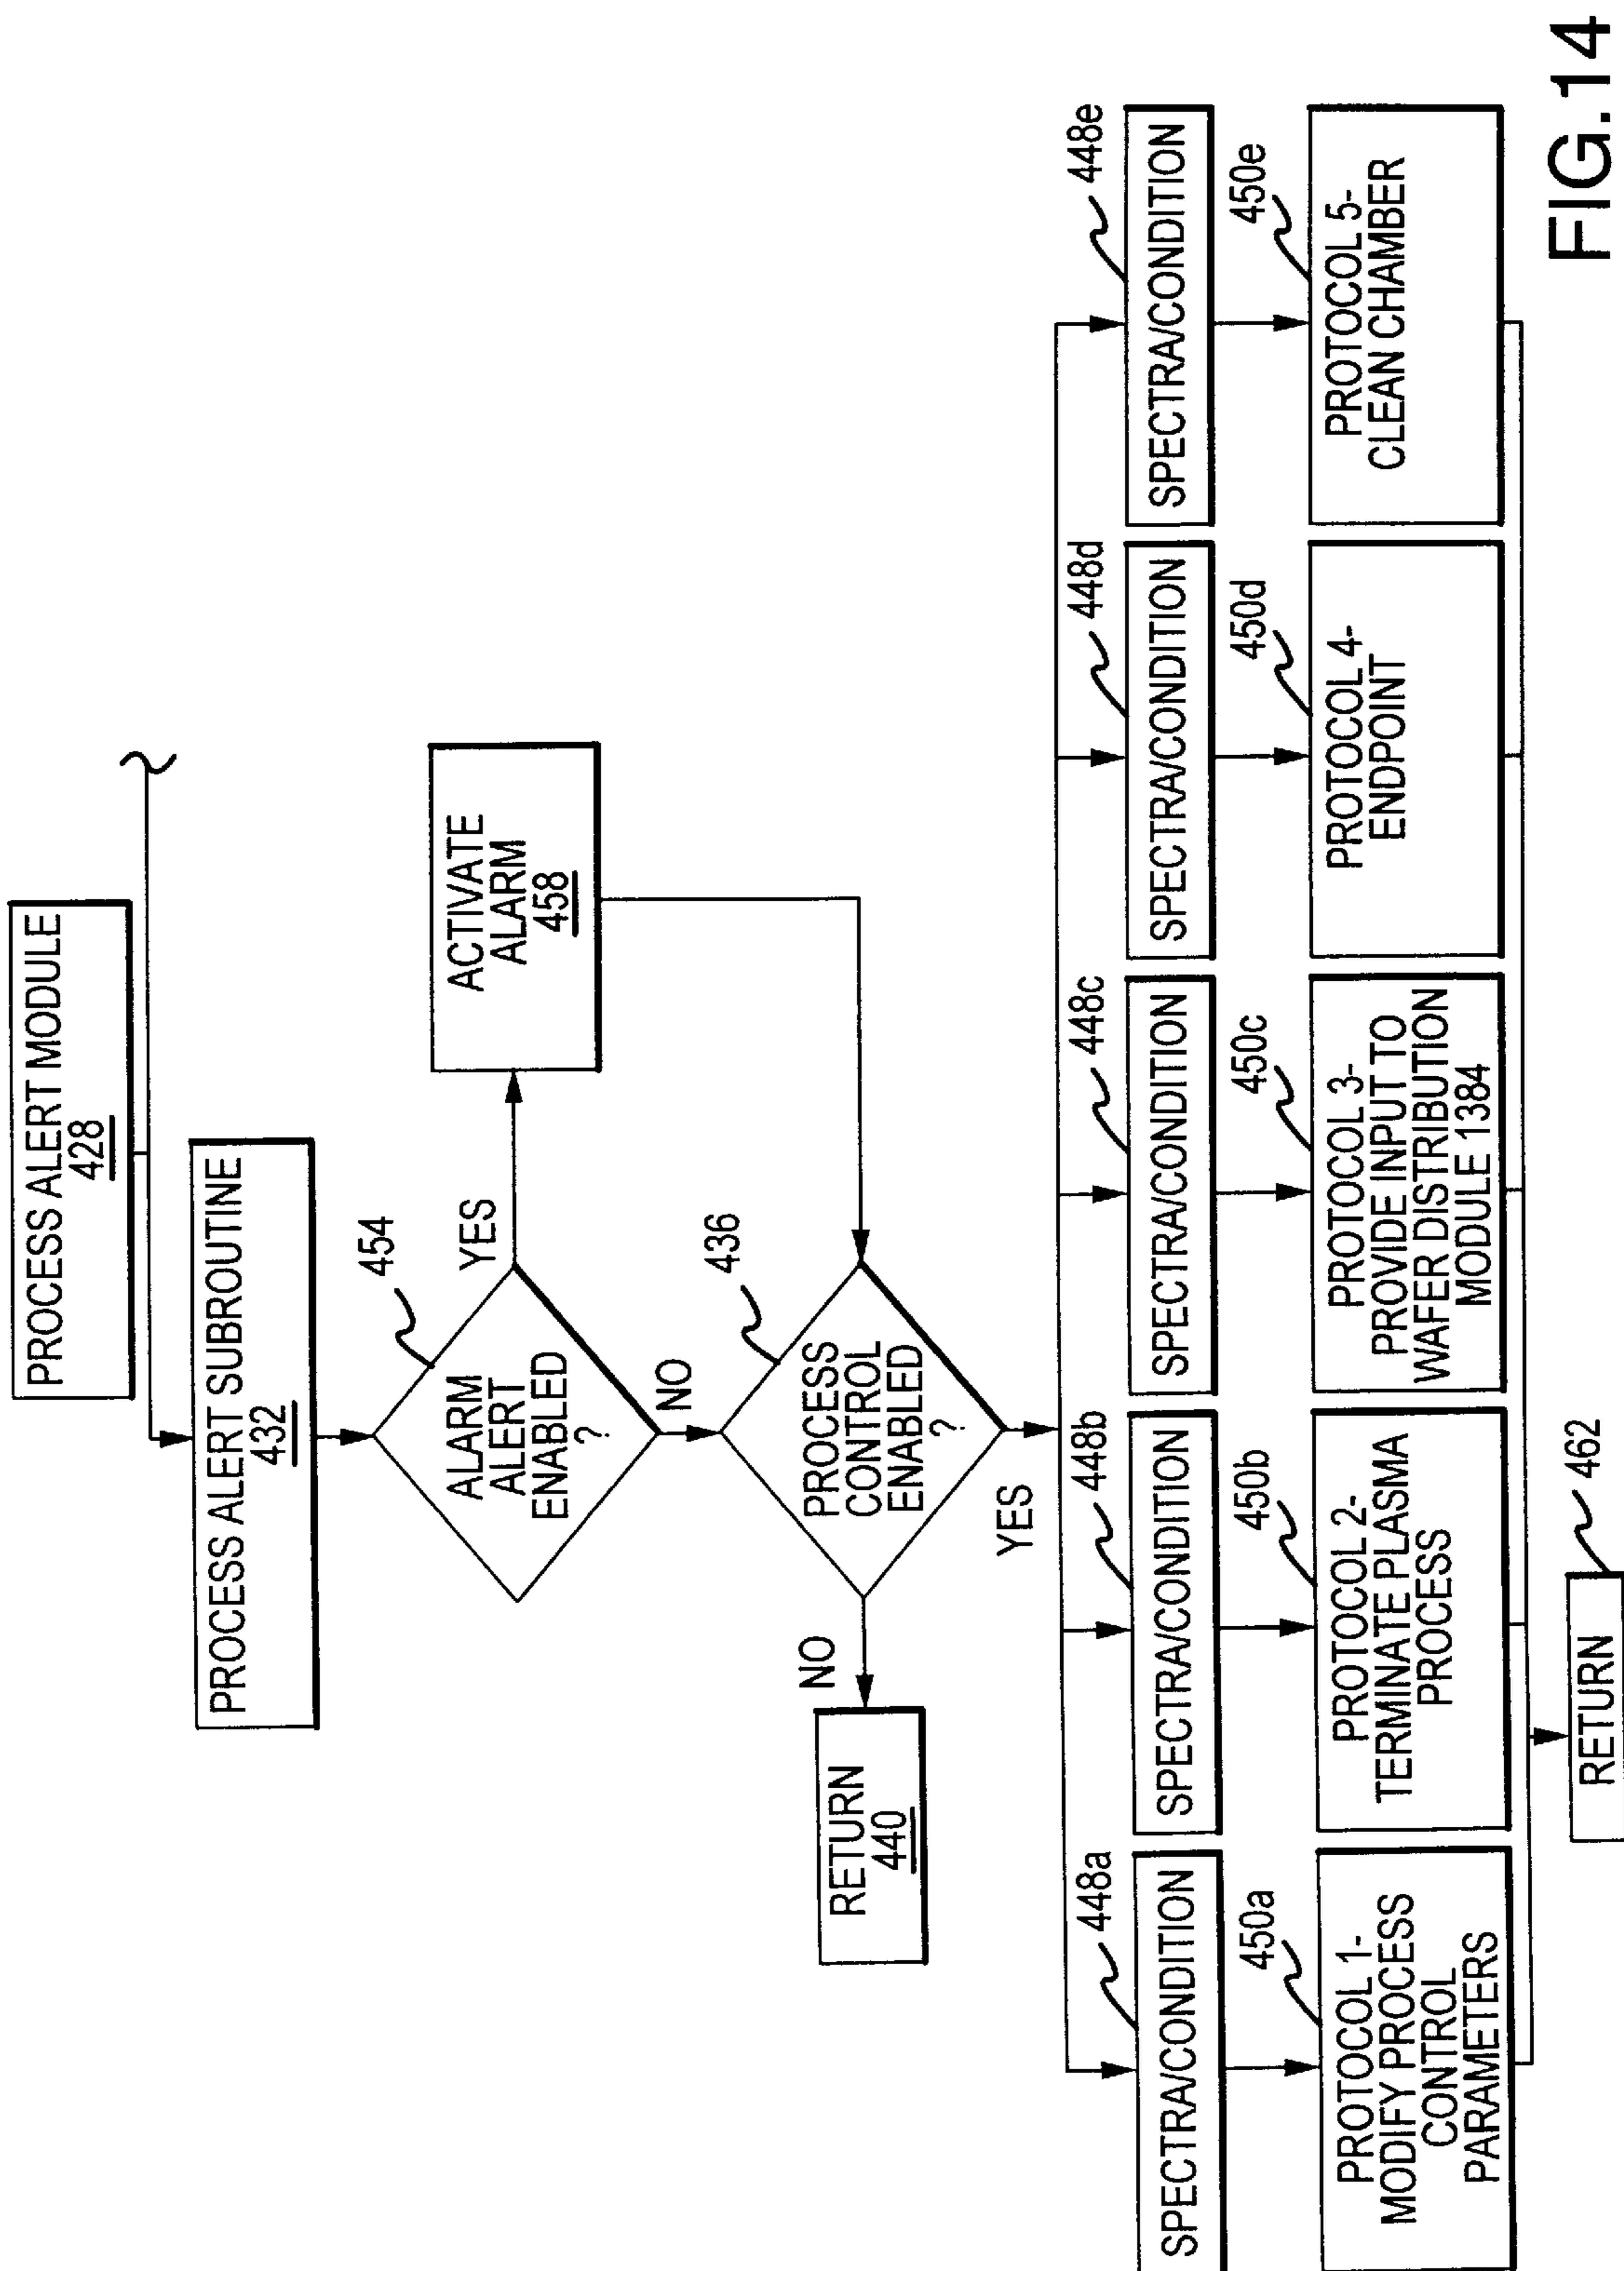 PROCESS ALERT MODULE
428
PROCESS ALERT SUBROUTINE
432
454
ALARM
ALERT
ENABLED
?
YES
ACTIVATE
ALARM
458
NO
436
PROCESS
CONTROL
ENABLED
?
NO
RETURN
440
YES
448a
SPECTRA/CONDITION
448b
SPECTRA/CONDITION
448c
SPECTRA/CONDITION
448d
SPECTRA/CONDITION
448e
SPECTRA/CONDITION
450a
PROTOCOL 1-
MODIFY PROCESS
CONTROL
PARAMETERS
450b
PROTOCOL 2-
TERMINATE PLASMA
PROCESS
450c
PROTOCOL 3-
PROVIDE INPUT TO
WAFER DISTRIBUTION
MODULE 1384
450d
PROTOCOL 4-
ENDPOINT
450e
PROTOCOL 5-
CLEAN CHAMBER
RETURN
462
FIG.14